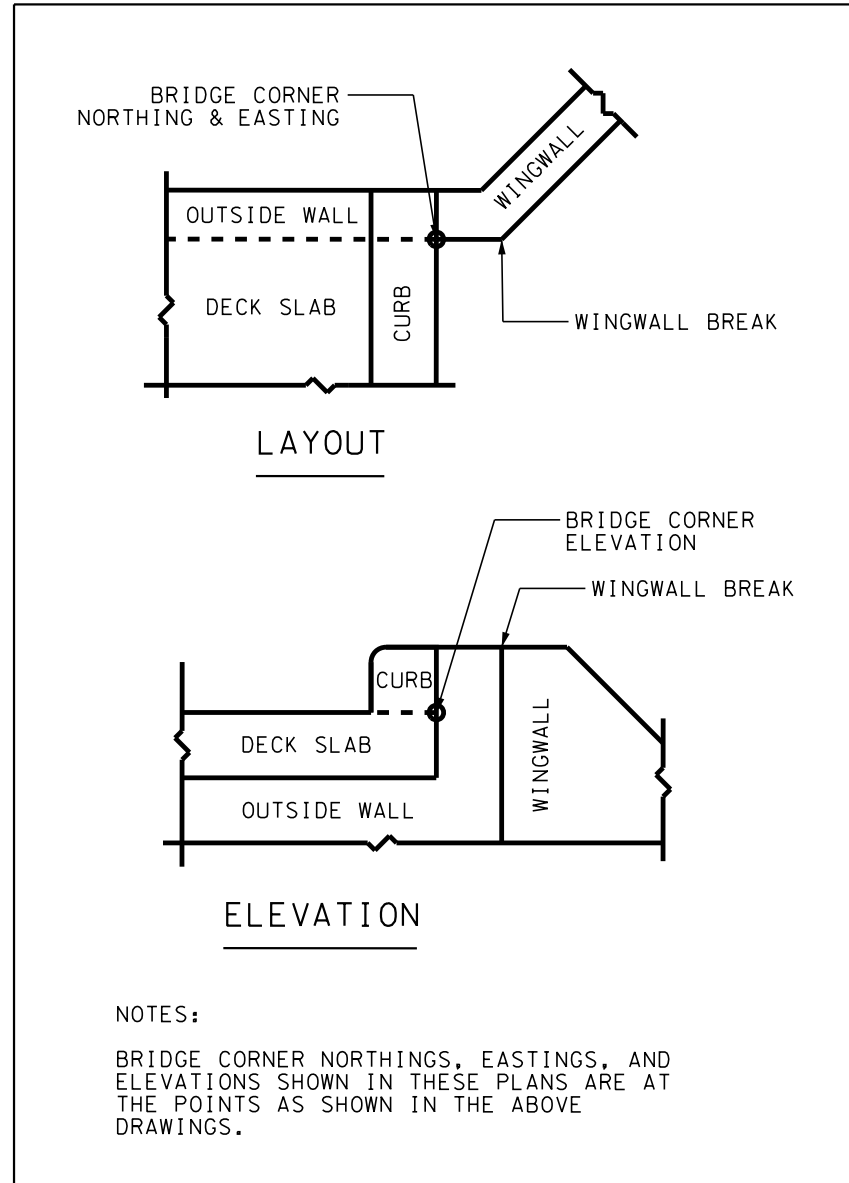 BRIDGE CORNER
NORTHING & EASTING
WINGWALL
OUTSIDE WALL
DECK SLAB
CURB
WINGWALL BREAK
LAYOUT
BRIDGE CORNER
ELEVATION
WINGWALL BREAK
CURB
DECK SLAB
WINGWALL
OUTSIDE WALL
ELEVATION
NOTES:
BRIDGE CORNER NORTHINGS, EASTINGS, AND
ELEVATIONS SHOWN IN THESE PLANS ARE AT
THE POINTS AS SHOWN IN THE ABOVE
DRAWINGS.